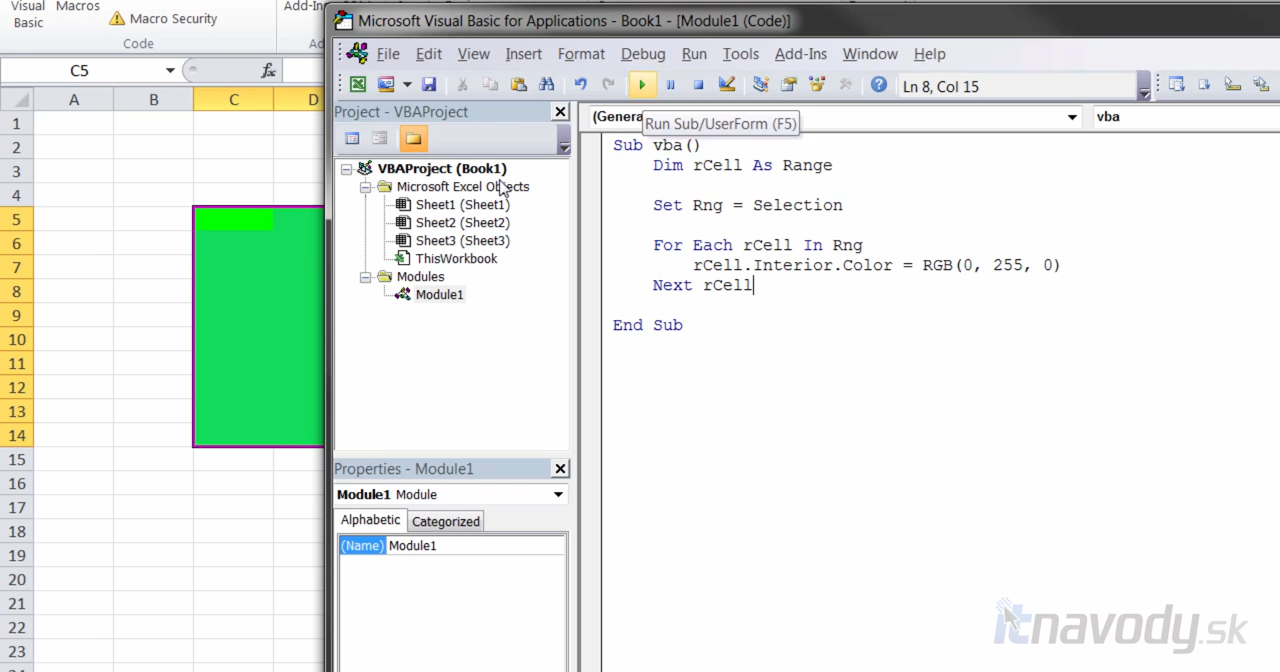 Visual
Basic
Macros
Macro Security
Code
Add-Ins
Ad
Microsoft Visual Basic for Applications - Book1 - [Module1 (Code)]
File Edit View Insert Format Debug Run Tools Add-Ins Window Help
C5
fx
Ln 8, Col 15
A B C D
1
2
3
4
5
6
7
8
9
10
11
12
13
14
15
16
17
18
19
20
21
22
23
Project - VBAProject
VBAProject (Book1)
Microsoft Excel Objects
Sheet1 (Sheet1)
Sheet2 (Sheet2)
Sheet3 (Sheet3)
ThisWorkbook
Modules
Module1
Properties - Module1
Module1 Module
Alphabetic Categorized
(Name) Module1
(Genera
vba
Run Sub/UserForm (F5)
Sub vba()
Dim rCell As Range
Set Rng = Selection
For Each rCell In Rng
rCell.Interior.Color = RGB(0, 255, 0)
Next rCell
End Sub
itnavody.sk